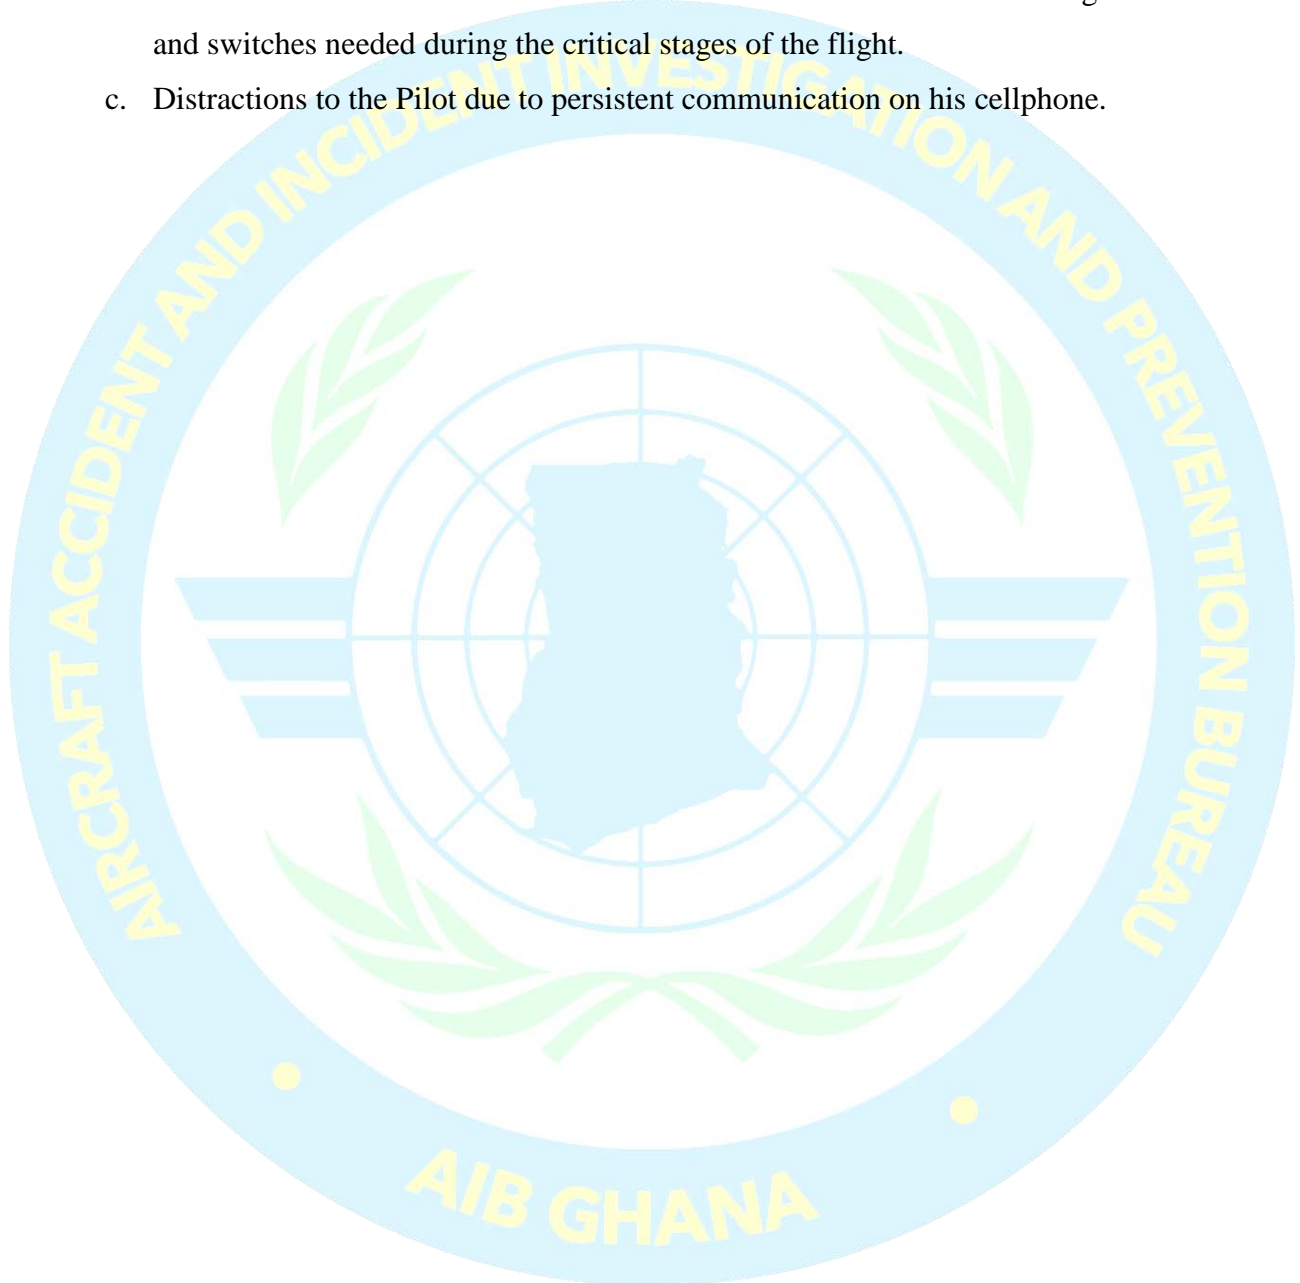 and switches needed during the critical stages of the flight.
c. Distractions to the Pilot due to persistent communication on his cellphone.
AIRCRAFT ACCIDENT AND INCIDENT INVESTIGATION AND PREVENTION BUREAU
AIB GHANA